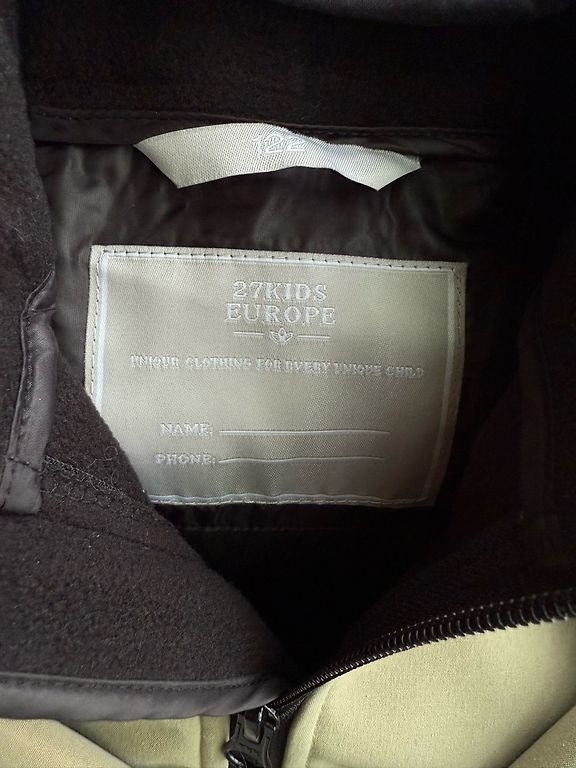 122
27KIDS
EUROPE
UNIQUE CLOTHING FOR EVERY UNIQUE CHILD
NAME:
PHONE: